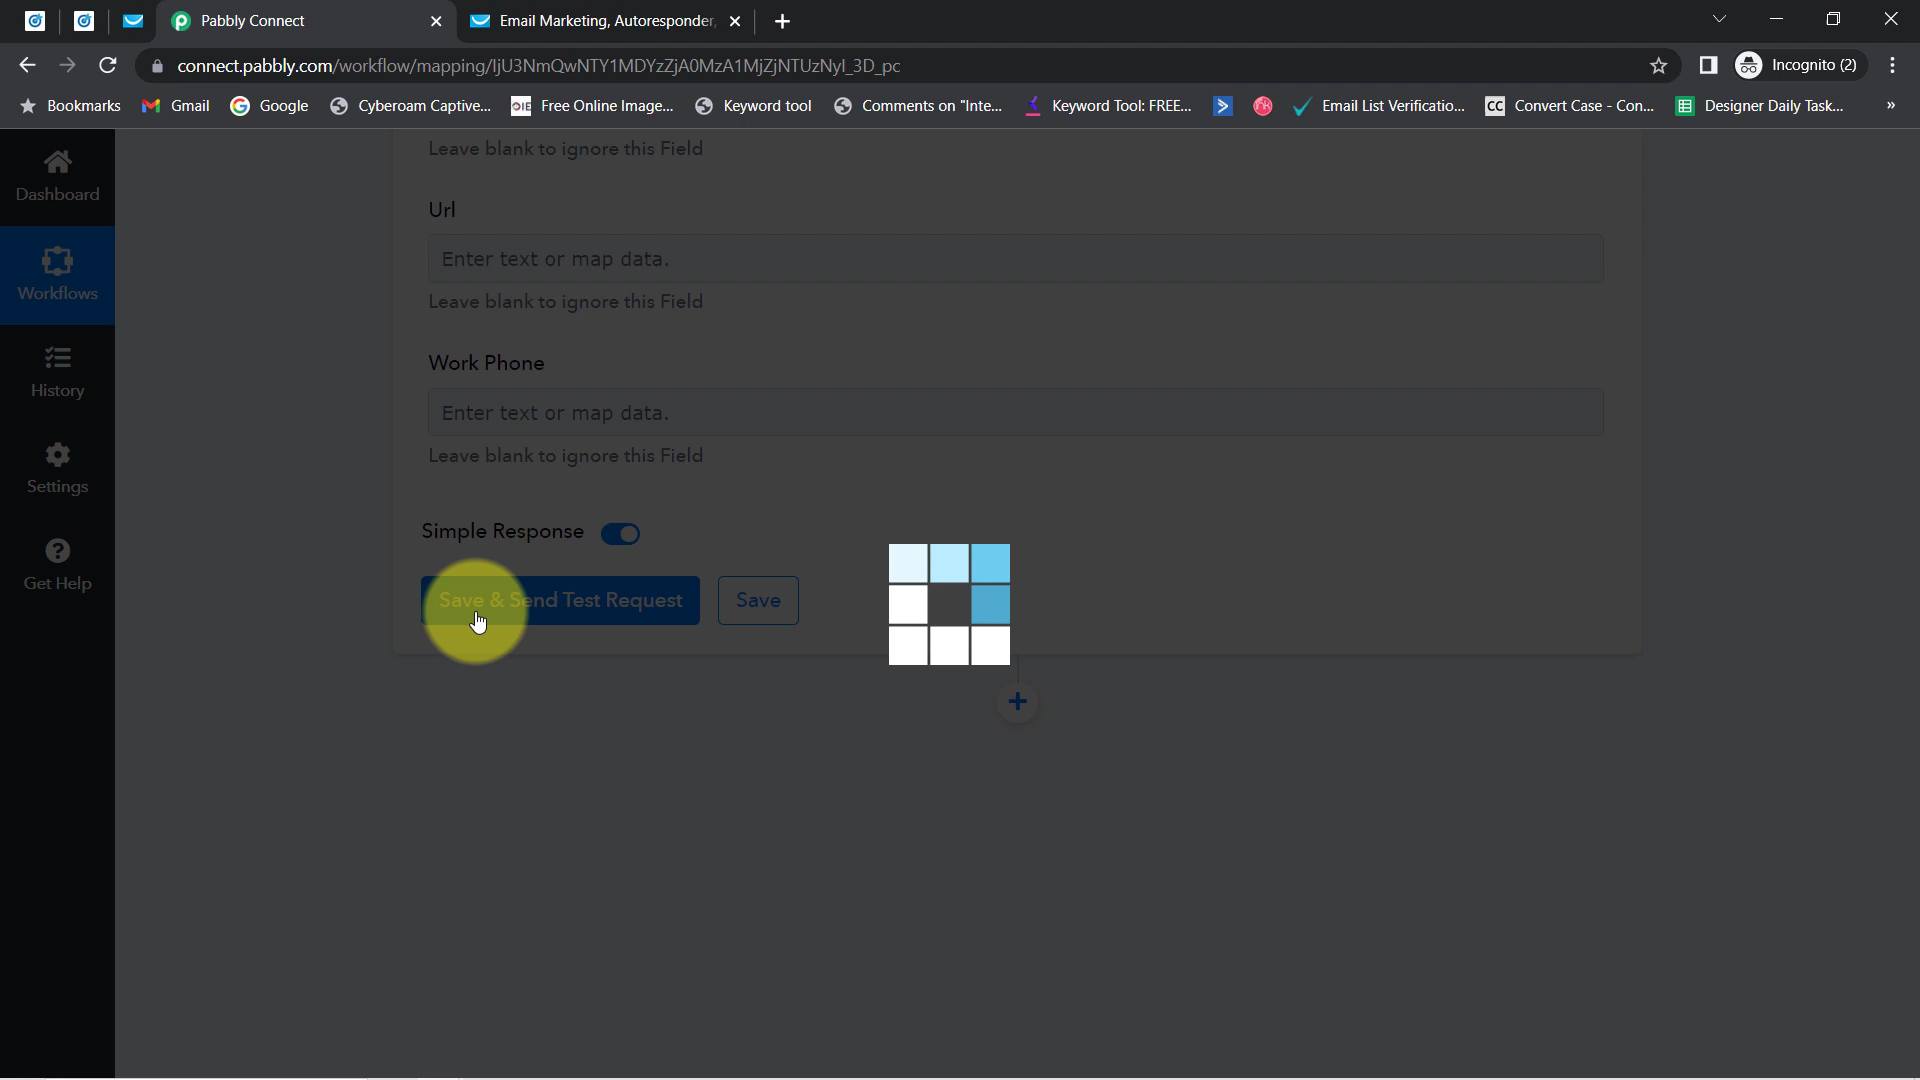 Pabbly Connect
Email Marketing, Autoresponder,
connect.pabbly.com/workflow/mapping/IjU3NmQwNTY1MDYzZjA0MzA1MjZjNTUzNyI_3D_pc
Incognito (2)
Bookmarks
Gmail
Google
Cyberoam Captive...
OIE
Free Online Image...
Keyword tool
Comments on "Inte...
Keyword Tool: FREE...
Email List Verificatio...
CC
Convert Case - Con...
Designer Daily Task...
»
Dashboard
Workflows
History
Settings
Get Help
Leave blank to ignore this Field
Url
Enter text or map data.
Leave blank to ignore this Field
Work Phone
Enter text or map data.
Leave blank to ignore this Field
Simple Response
Save & Send Test Request
Save